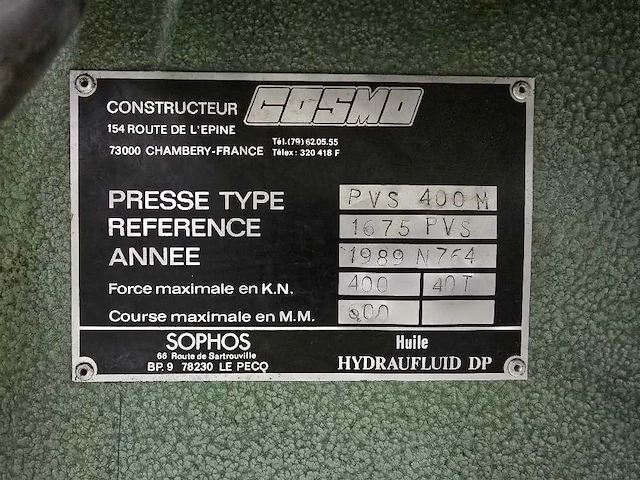 CONSTRUCTEUR COSMO
154 ROUTE DE L'EPINE
73000 CHAMBERY-FRANCE
Tél.(79) 62.05.55
Télex: 320 418 F
PRESSE TYPE PVS 400 M
REFERENCE 1675 PVS
ANNEE 1989 N 764
Force maximale en K.N. 400 40T
Course maximale en M.M.
SOPHOS
66 Route de Sartrouville
BP. 9 78230 LE PECQ
Huile
HYDRAUFLUID DP